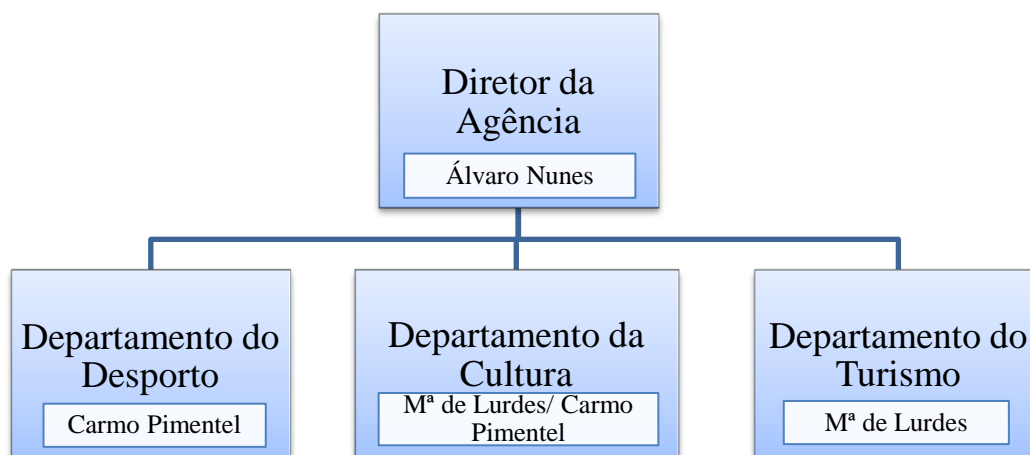 Diretor da
Agência
Álvaro Nunes
Departamento do
Desporto
Carmo Pimentel
Departamento da
Cultura
Mª de Lurdes/ Carmo
Pimentel
Departamento do
Turismo
Mª de Lurdes